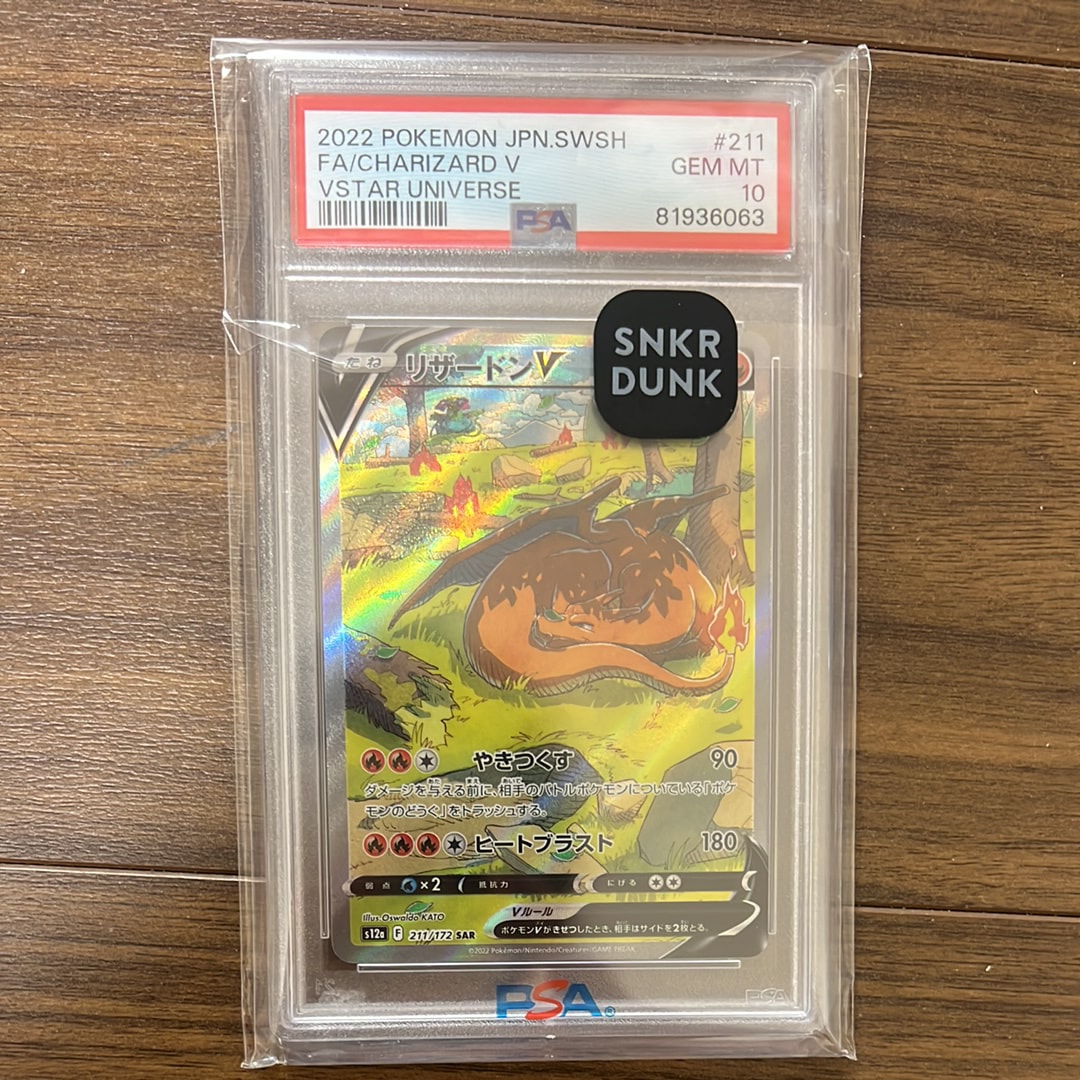 2022 POKEMON JPN.SWSH #211
FA/CHARIZARD V GEM MT
VSTAR UNIVERSE 10
PSA 81936063
SNKR
DUNK
たね リザードンV
やきつくす 90
ダメージを与える前に、相手のバトルポケモンについている「ポケ
モンのどうぐ」をトラッシュする。
ヒートブラスト 180
弱点 ×2 抵抗力 にげる
Illus. Oswaldo KATO
Vルール
s12a F 211/172 SAR
ポケモンVがきぜつしたとき、相手はサイドを2枚とる。
©2022 Pokémon/Nintendo/Creatures/GAME FREAK
PSA®
PSA